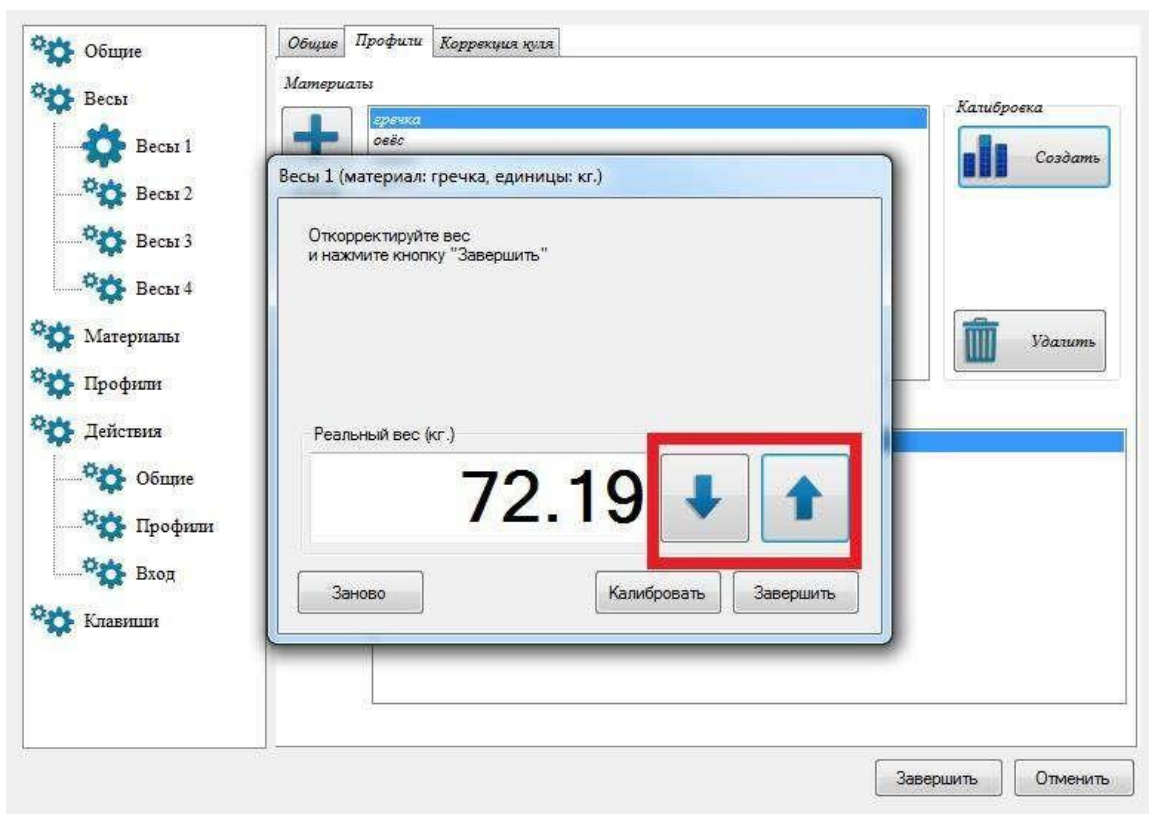 Общие
Весы
Весы 1
Весы 2
Весы 3
Весы 4
Материалы
Профили
Действия
Общие
Профили
Вход
Клавиши
Общие Профили Коррекция нуля
Материалы
гречка
овёс
Калибровка
Создать
Удалить
Весы 1 (материал: гречка, единицы: кг.)
Откорректируйте вес
и нажмите кнопку "Завершить"
Реальный вес (кг.)
72.19
Заново Калибровать Завершить
Завершить Отменить